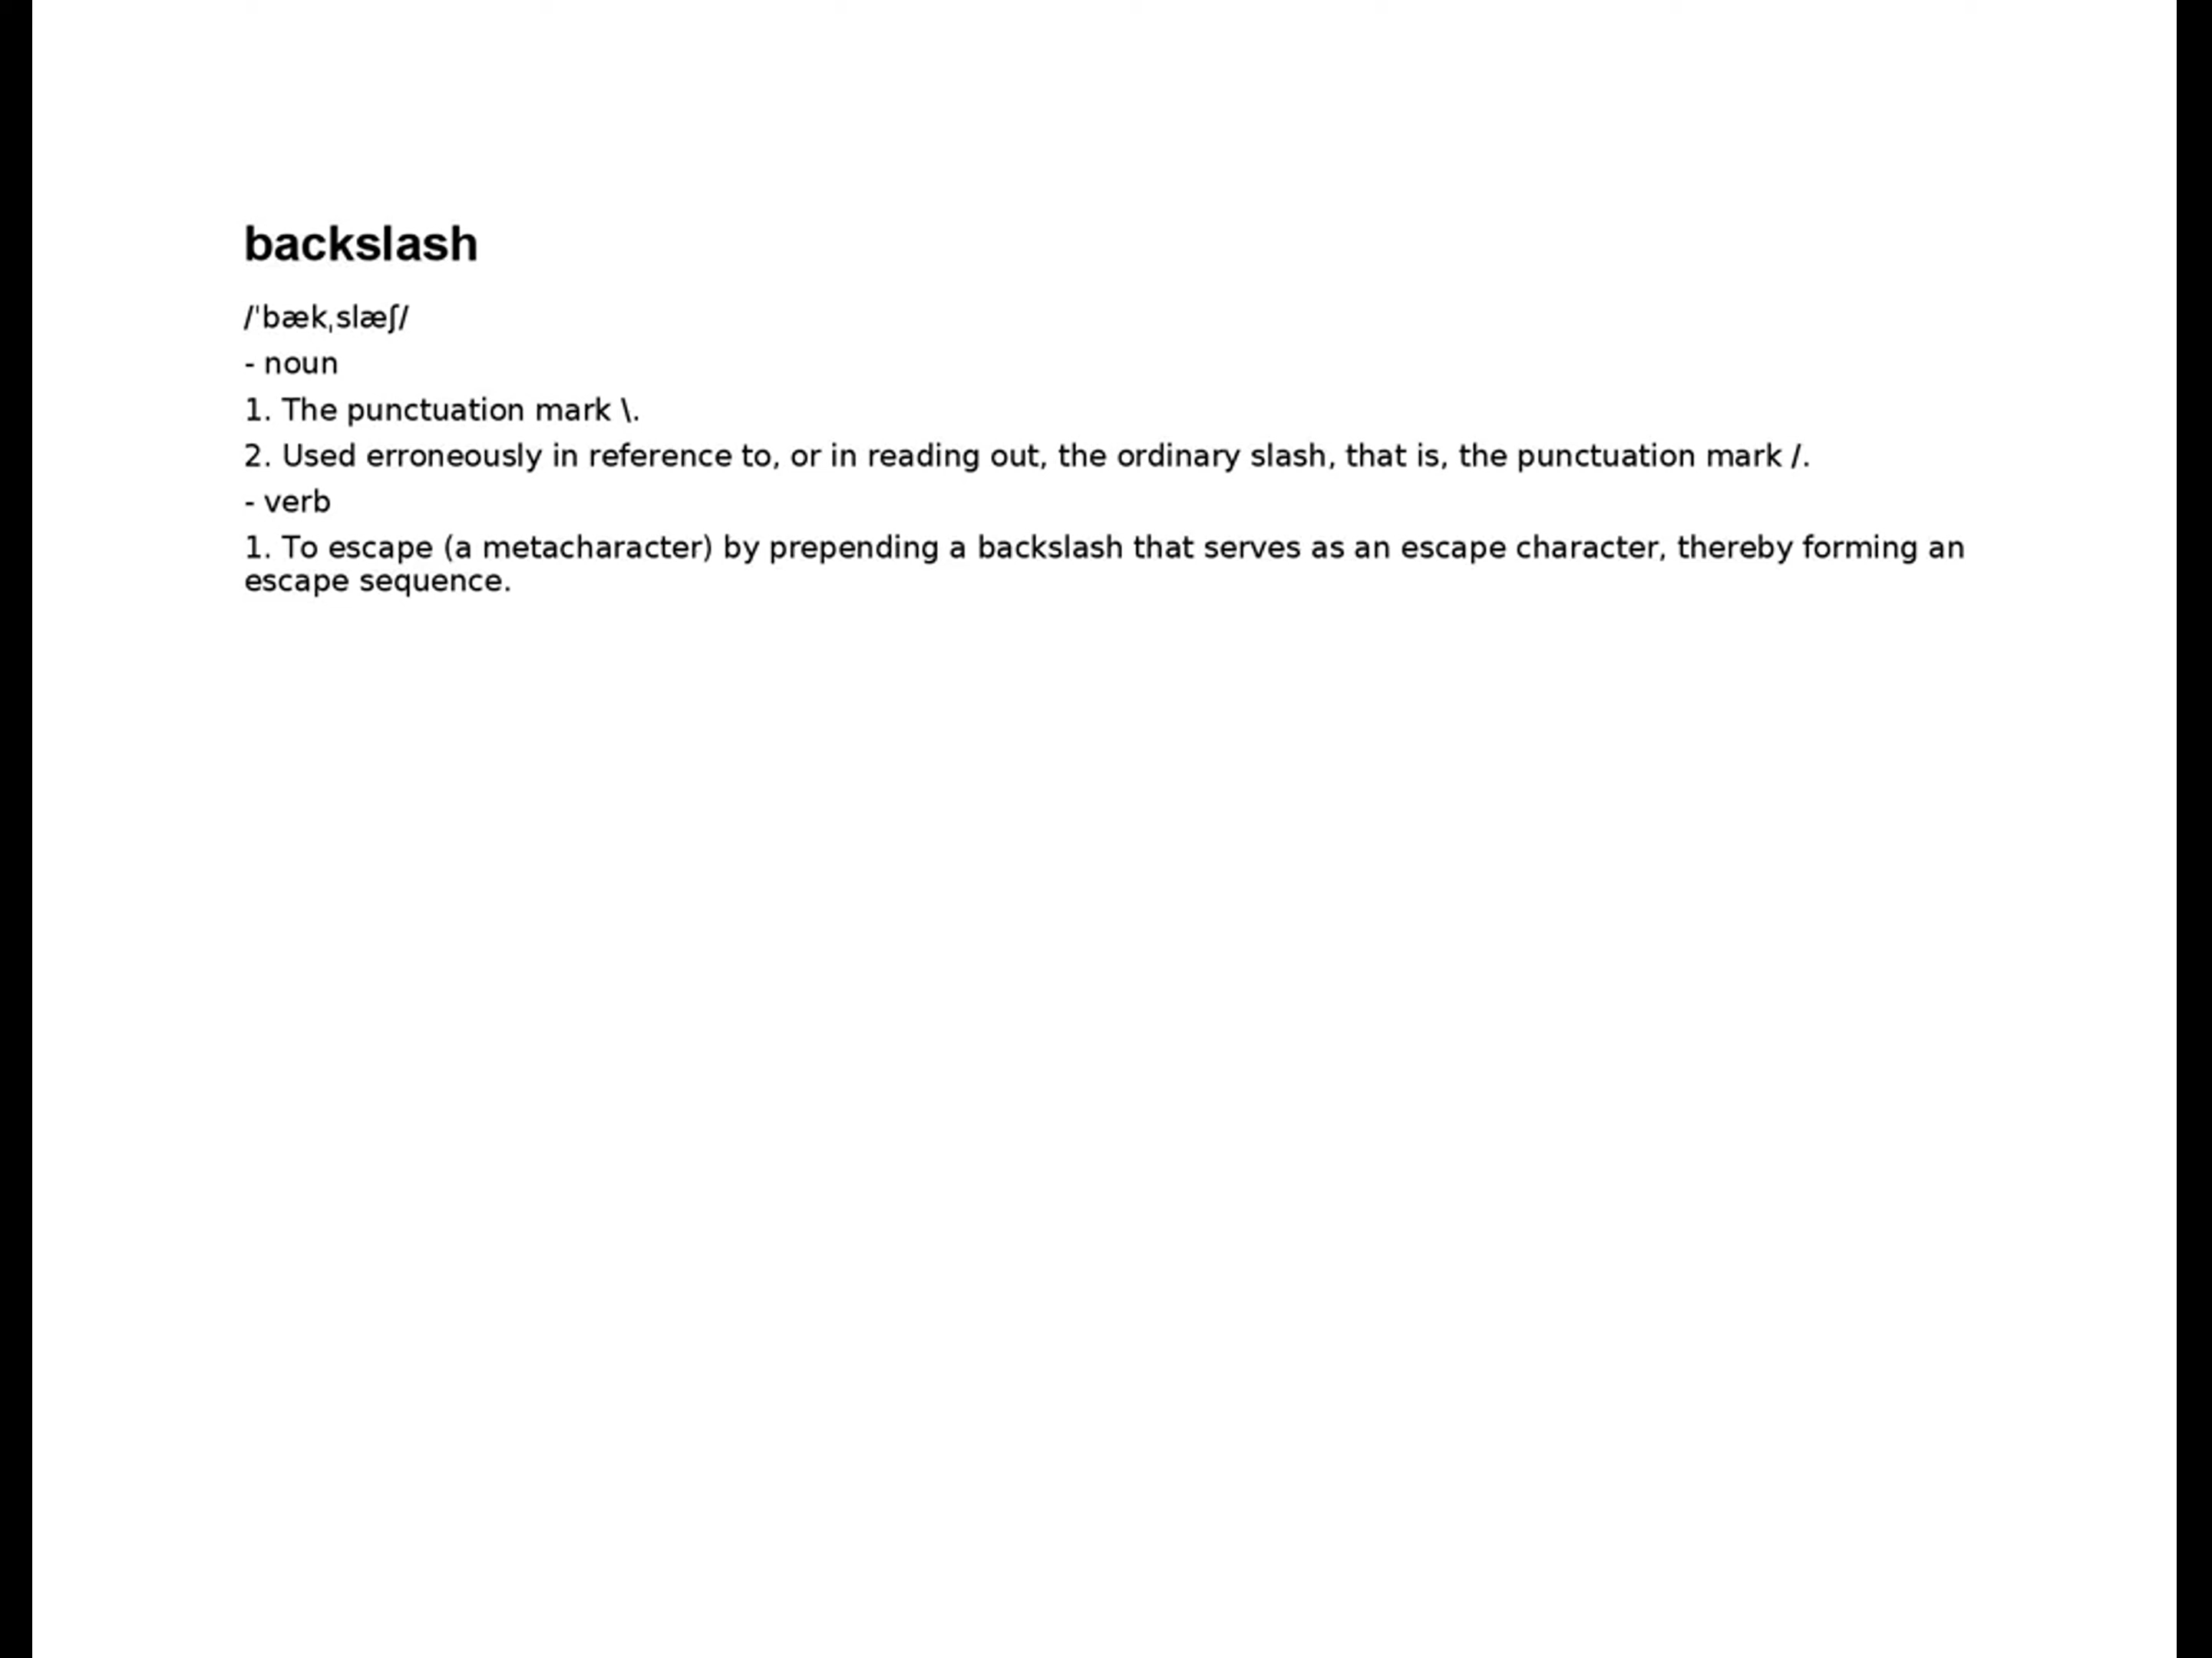 backslash
/ˈbækˌslæʃ/
- noun
1. The punctuation mark \.
2. Used erroneously in reference to, or in reading out, the ordinary slash, that is, the punctuation mark /.
- verb
1. To escape (a metacharacter) by prepending a backslash that serves as an escape character, thereby forming an
escape sequence.